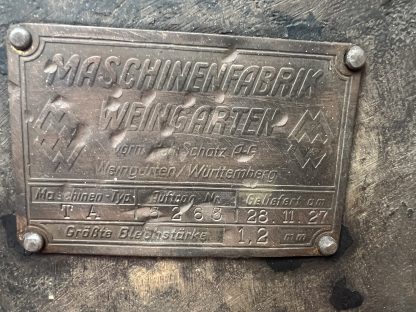 MASCHINENFABRIK
WEINGARTEN
vorm. Schatz A-G
Weingarten/Württemberg
Maschinen-Typ Auftrag Nr. Geliefert am
TA 28.11.27
Größte Blechstärke 1,2 mm